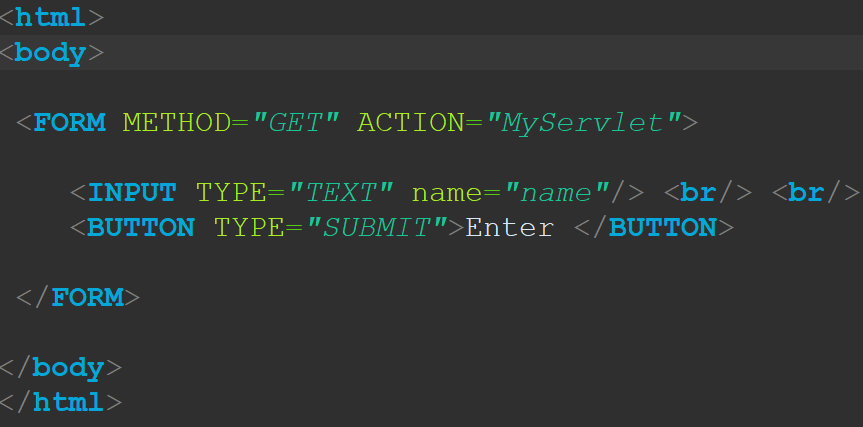 <html>
<body>
<FORM METHOD="GET" ACTION="MyServlet">
<INPUT TYPE="TEXT" name="name"/> <br/> <br/>
<BUTTON TYPE="SUBMIT">Enter </BUTTON>
</FORM>
</body>
</html>